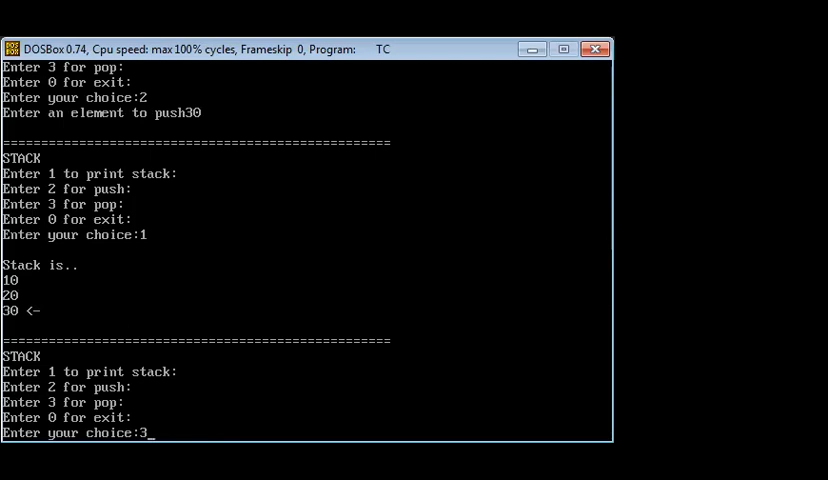 DOSBox 0.74, Cpu speed: max 100% cycles, Frameskip 0, Program: TC
Enter 3 for pop:
Enter 0 for exit:
Enter your choice:2
Enter an element to push30
==================================================
STACK
Enter 1 to print stack:
Enter 2 for push:
Enter 3 for pop:
Enter 0 for exit:
Enter your choice:1
Stack is..
10
20
30 <-
==================================================
STACK
Enter 1 to print stack:
Enter 2 for push:
Enter 3 for pop:
Enter 0 for exit:
Enter your choice:3_